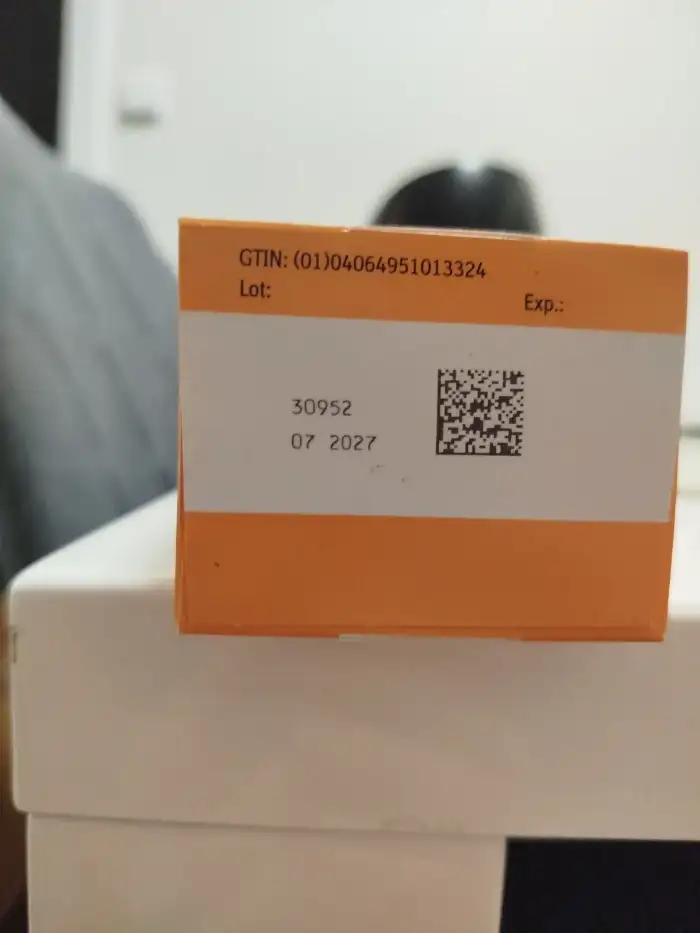 GTIN: (01)04064951013324
Lot:
Exp.:
30952
07 2027